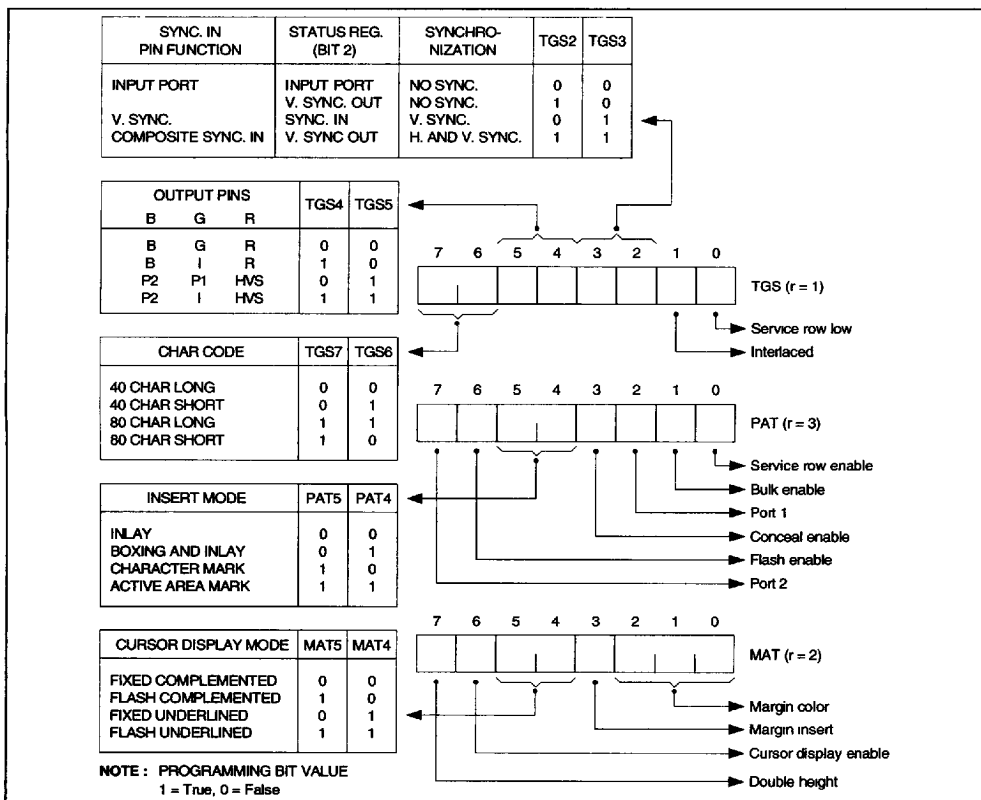 SYNC. IN PIN FUNCTION STATUS REG. (BIT 2) SYNCHRO-NIZATION TGS2 TGS3
INPUT PORT INPUT PORT NO SYNC. 0 0
V. SYNC. OUT NO SYNC. 1 0
V. SYNC. SYNC. IN V. SYNC. 0 1
COMPOSITE SYNC. IN V. SYNC OUT H. AND V. SYNC. 1 1
OUTPUT PINS TGS4 TGS5
B G R
B G R 0 0
B I R 1 0
P2 P1 HVS 0 1
P2 I HVS 1 1
7 6 5 4 3 2 1 0
TGS (r = 1)
Service row low
Interlaced
CHAR CODE TGS7 TGS6
40 CHAR LONG 0 0
40 CHAR SHORT 0 1
80 CHAR LONG 1 1
80 CHAR SHORT 1 0
7 6 5 4 3 2 1 0
PAT (r = 3)
Service row enable
Bulk enable
Port 1
Conceal enable
Flash enable
Port 2
INSERT MODE PAT5 PAT4
INLAY 0 0
BOXING AND INLAY 0 1
CHARACTER MARK 1 0
ACTIVE AREA MARK 1 1
7 6 5 4 3 2 1 0
MAT (r = 2)
Margin color
Margin insert
Cursor display enable
Double height
CURSOR DISPLAY MODE MAT5 MAT4
FIXED COMPLEMENTED 0 0
FLASH COMPLEMENTED 1 0
FIXED UNDERLINED 0 1
FLASH UNDERLINED 1 1
NOTE : PROGRAMMING BIT VALUE
1 = True, 0 = False